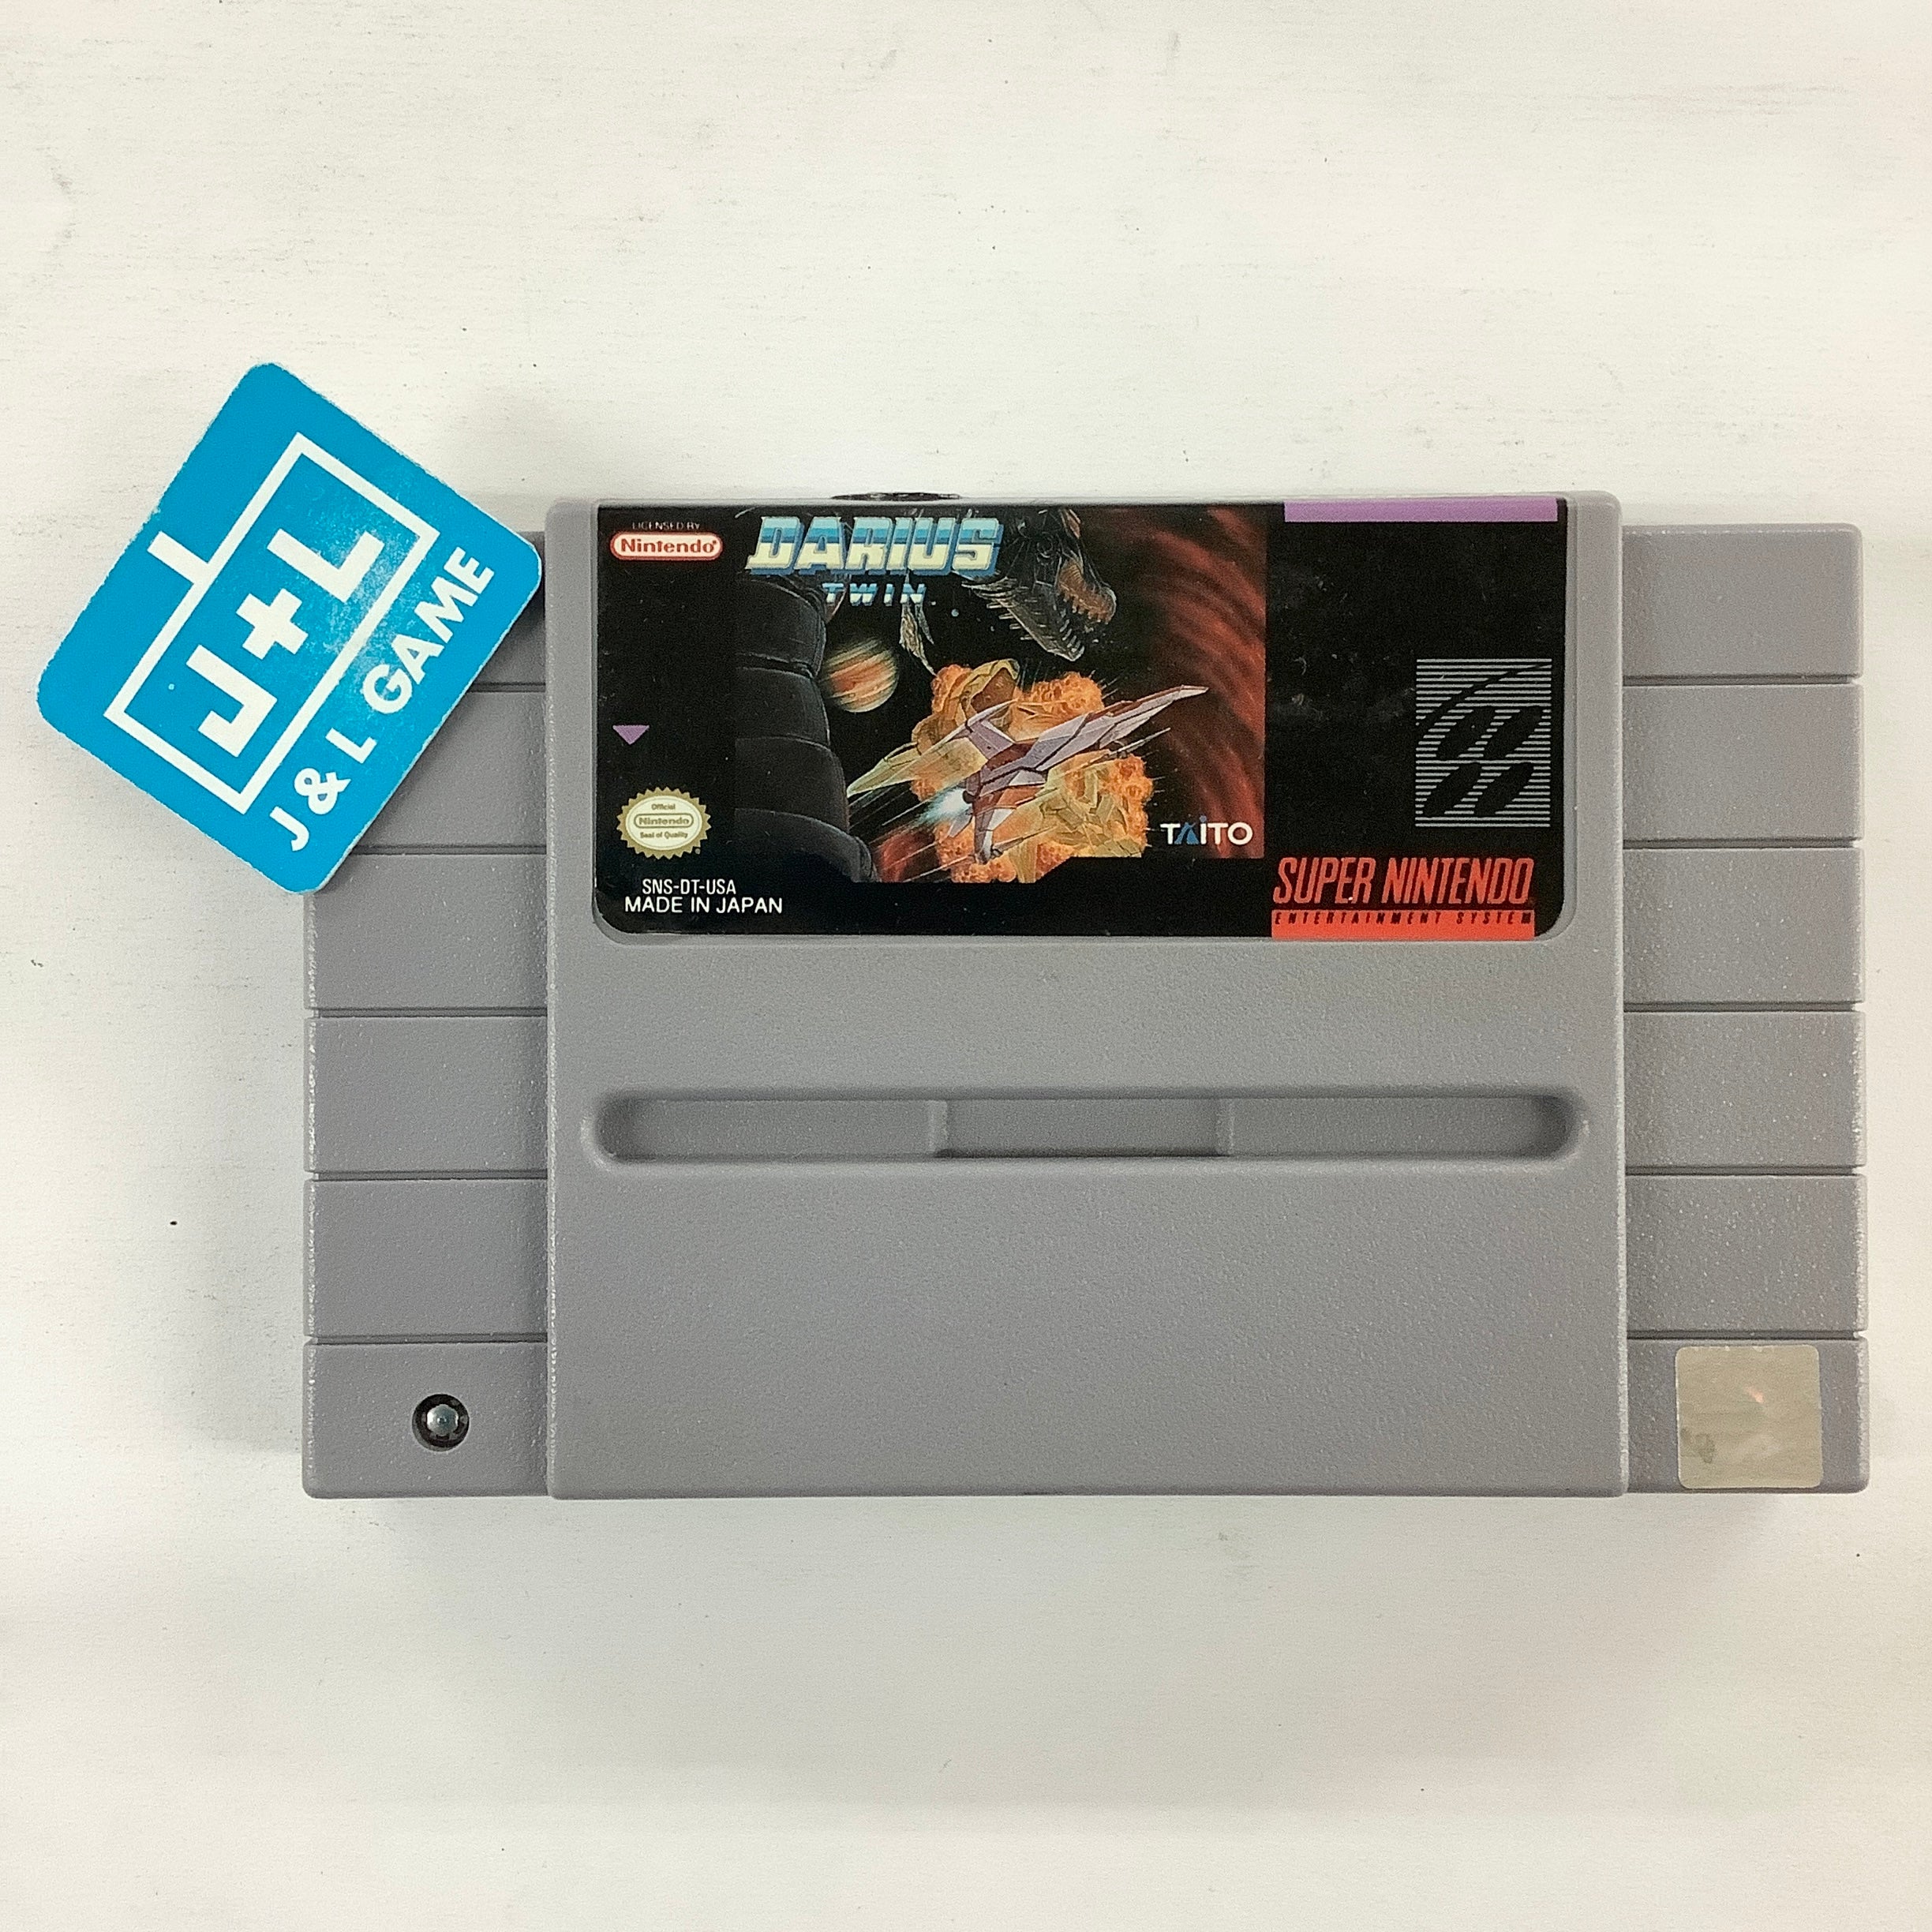 J+L
J & L GAME
LICENSED BY
Nintendo®
DARIUS
TWIN
Official
Nintendo
Seal of Quality
TAITO
SNS-DT-USA
MADE IN JAPAN
SUPER NINTENDO
ENTERTAINMENT SYSTEM